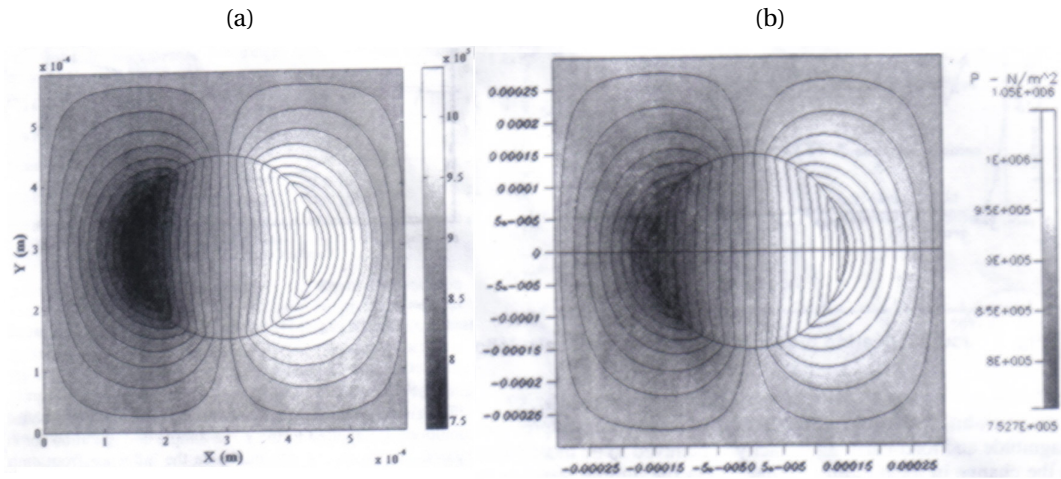 (a)
(b)
x 10⁻⁴
5
4
3
2
1
0
Y (m)
0 1 2 3 4 5
X (m)
x 10⁻⁴
10
9.5
9
8.5
8
7.5
0.00025
0.0002
0.00015
0.0001
5e-005
0
-5e-005
-0.0001
-0.00015
-0.0002
-0.00025
-0.00025 -0.00015 -5e-005 0 5e-005 0.00015 0.00025
P - N/m^2
1.05E+006
1E+006
9.5E+005
9E+005
8.5E+005
8E+005
7.527E+005